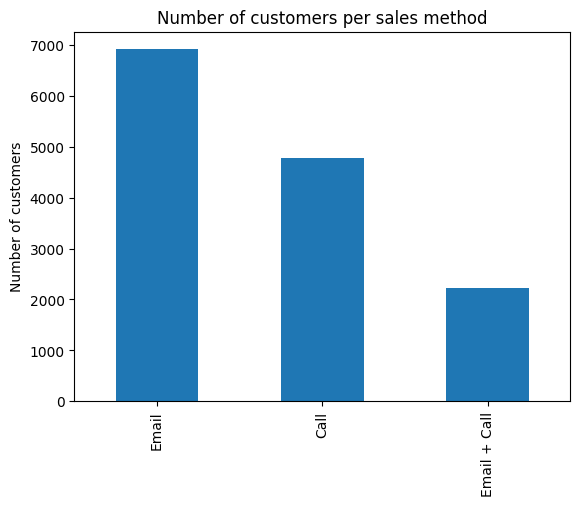 Number of customers per sales method
Number of customers
7000
6000
5000
4000
3000
2000
1000
0
Email
Call
Email + Call